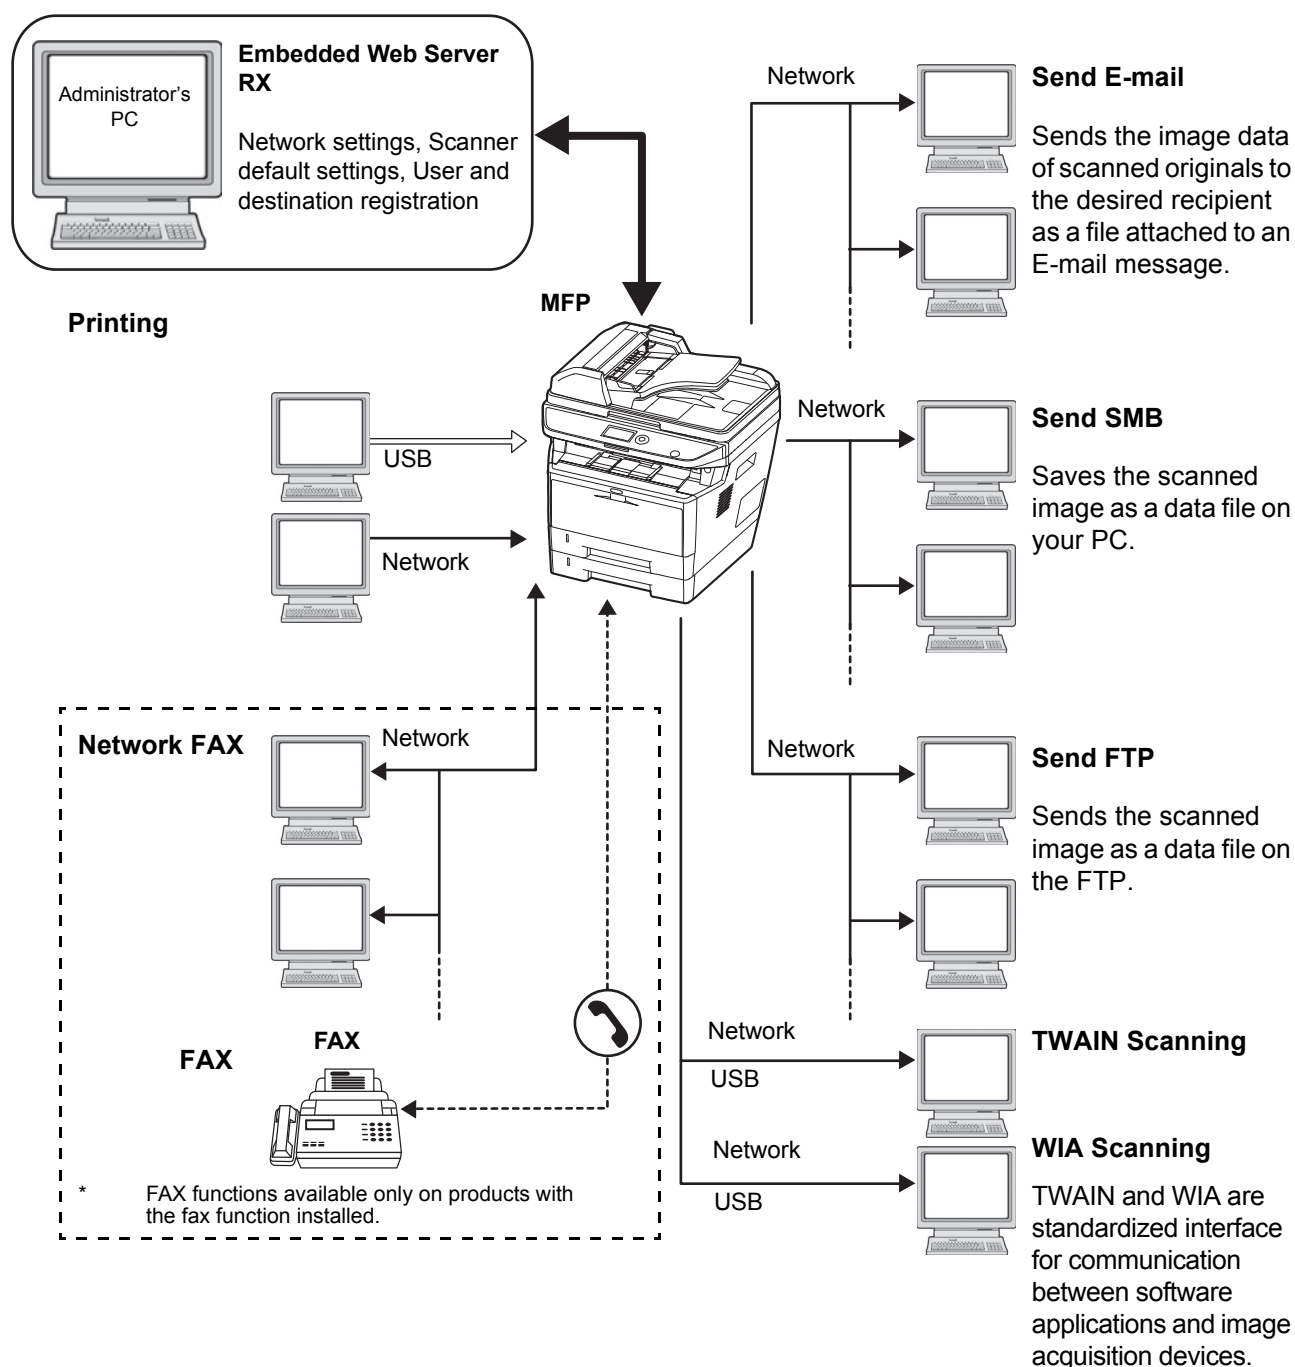 Administrator's
PC
Embedded Web Server
RX
Network settings, Scanner
default settings, User and
destination registration
Printing
MFP
USB
Network
Network FAX
Network
FAX
FAX
* FAX functions available only on products with
the fax function installed.
Network
Send E-mail
Sends the image data
of scanned originals to
the desired recipient
as a file attached to an
E-mail message.
Network
Send SMB
Saves the scanned
image as a data file on
your PC.
Network
Send FTP
Sends the scanned
image as a data file on
the FTP.
Network
USB
TWAIN Scanning
Network
USB
WIA Scanning
TWAIN and WIA are
standardized interface
for communication
between software
applications and image
acquisition devices.